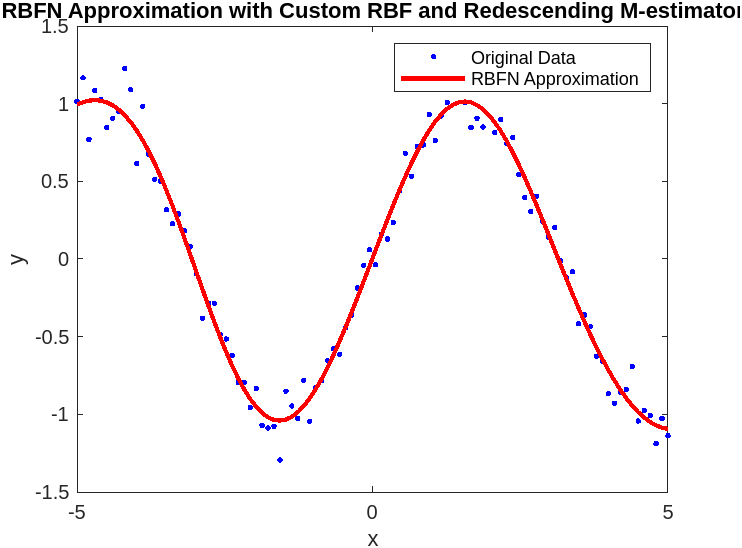 RBFN Approximation with Custom RBF and Redescending M-estimator
1.5
1
0.5
0
-0.5
-1
-1.5
y
Original Data
RBFN Approximation
-5
0
5
x